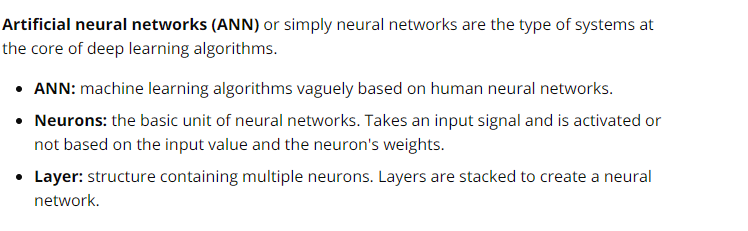 Artificial neural networks (ANN) or simply neural networks are the type of systems at
the core of deep learning algorithms.
• ANN: machine learning algorithms vaguely based on human neural networks.
• Neurons: the basic unit of neural networks. Takes an input signal and is activated or
not based on the input value and the neuron's weights.
• Layer: structure containing multiple neurons. Layers are stacked to create a neural
network.